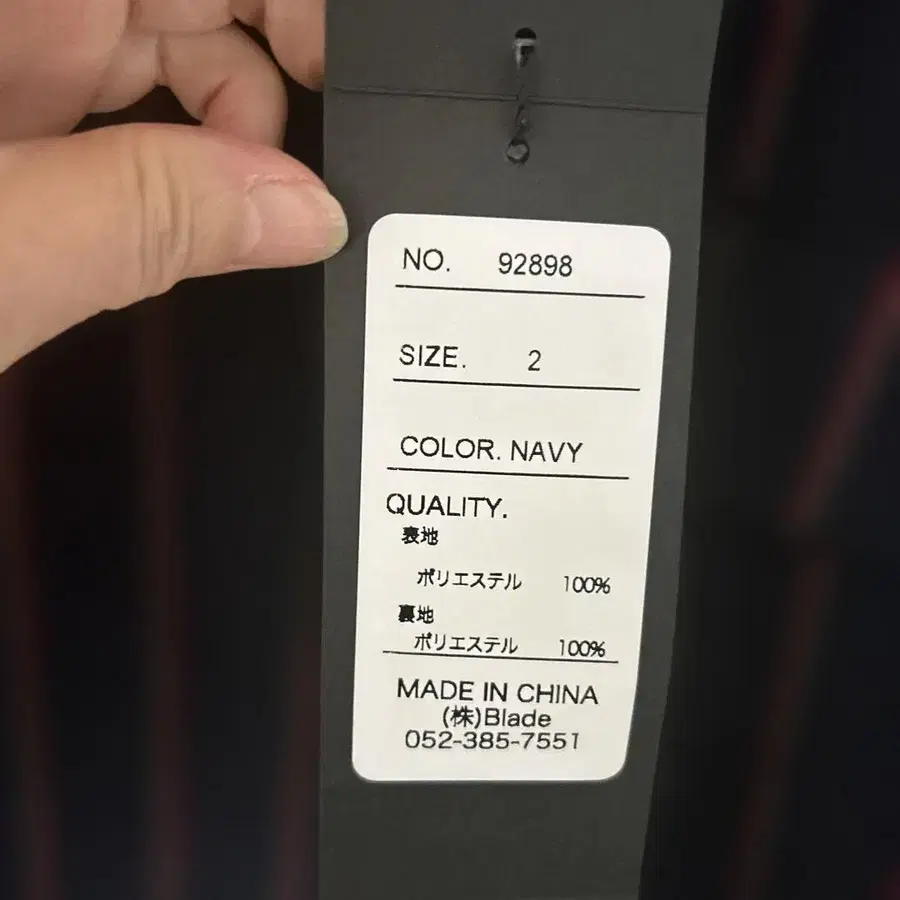 NO. 92898
SIZE. 2
COLOR. NAVY
QUALITY.
表地
ポリエステル 100%
裏地
ポリエステル 100%
MADE IN CHINA
(株)Blade
052-385-7551